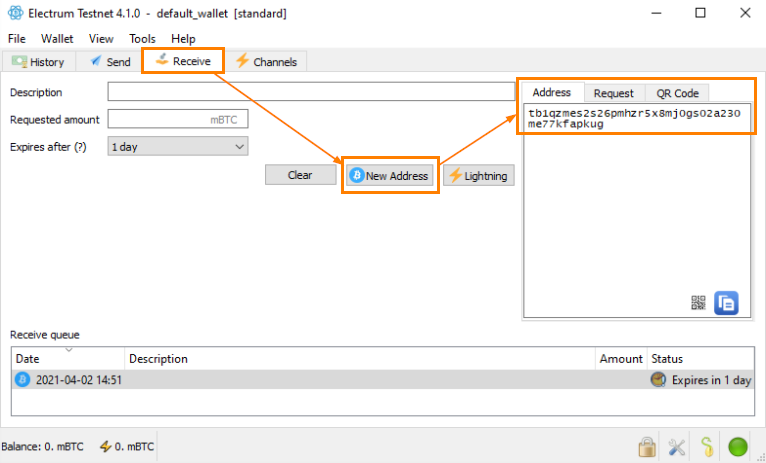 Electrum Testnet 4.1.0 - default_wallet [standard]
File Wallet View Tools Help
History Send Receive Channels
Description
Requested amount mBTC
Expires after (?) 1 day
Clear New Address Lightning
Address Request QR Code
tb1qzmes2s26pmhzr5x8mj0gs02a230
me77kfapkug
Receive queue
Date Description Amount Status
2021-04-02 14:51 Expires in 1 day
Balance: 0. mBTC 0. mBTC